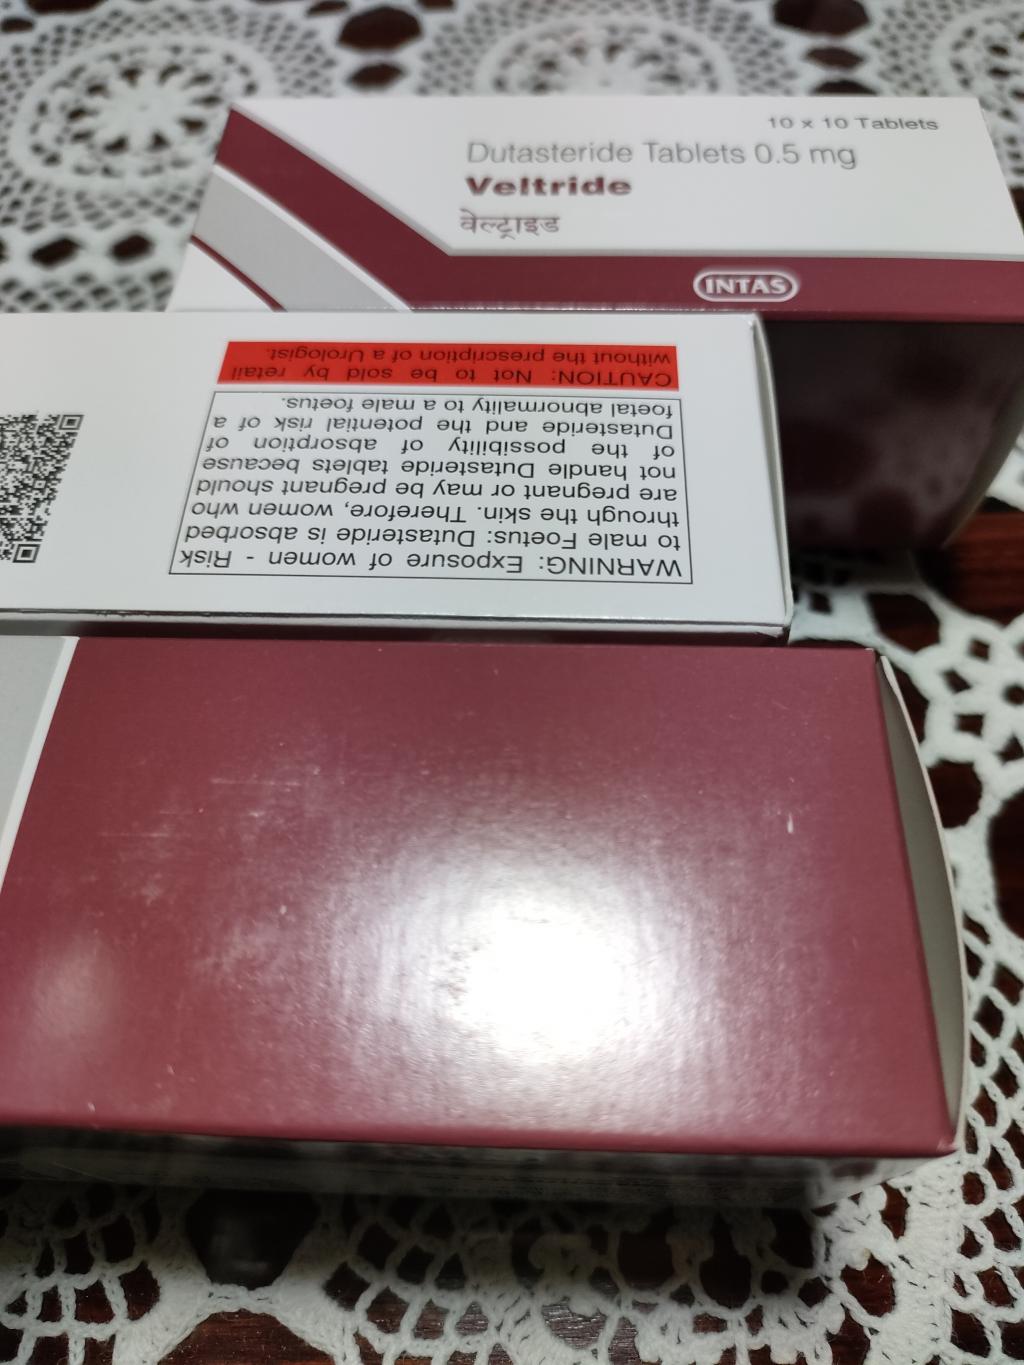 10 x 10 Tablets
Dutasteride Tablets 0.5 mg
Veltride
वेल्ट्राइड
INTAS
WARNING: Exposure of women - Risk
to male Foetus: Dutasteride is absorbed
through the skin. Therefore, women who
are pregnant or may be pregnant should
not handle Dutasteride tablets because
of the possibility of absorption of
Dutasteride and the potential risk of a
foetal abnormality to a male foetus.
CAUTION: Not to be sold by retail
without the prescription of a Urologist.